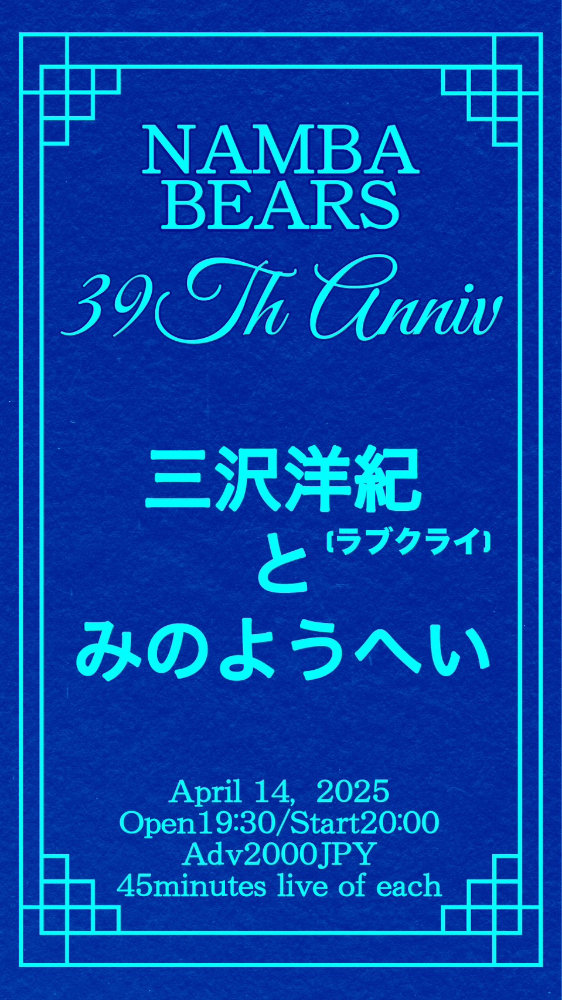 NAMBA
BEARS
39Th Anniv
三沢洋紀
(ラブクライ)
と
みのようへい
April 14, 2025
Open19:30/Start20:00
Adv2000JPY
45minutes live of each